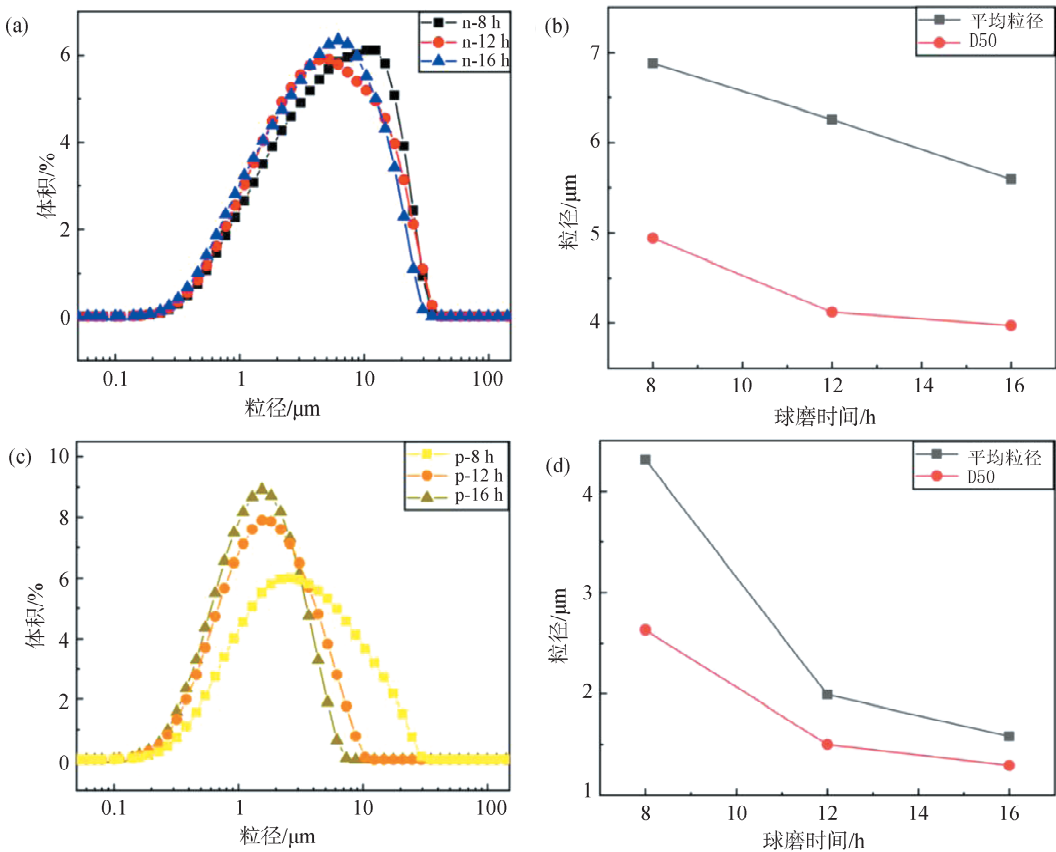 (a)
n-8 h
n-12 h
n-16 h
6
4
2
0
体积/%
0.1
1
10
100
粒径/μm
(b)
平均粒径
D50
7
6
5
4
粒径/μm
8
10
12
14
16
球磨时间/h
(c)
p-8 h
p-12 h
p-16 h
10
8
6
4
2
0
体积/%
0.1
1
10
100
粒径/μm
(d)
平均粒径
D50
4
3
2
1
粒径/μm
8
10
12
14
16
球磨时间/h